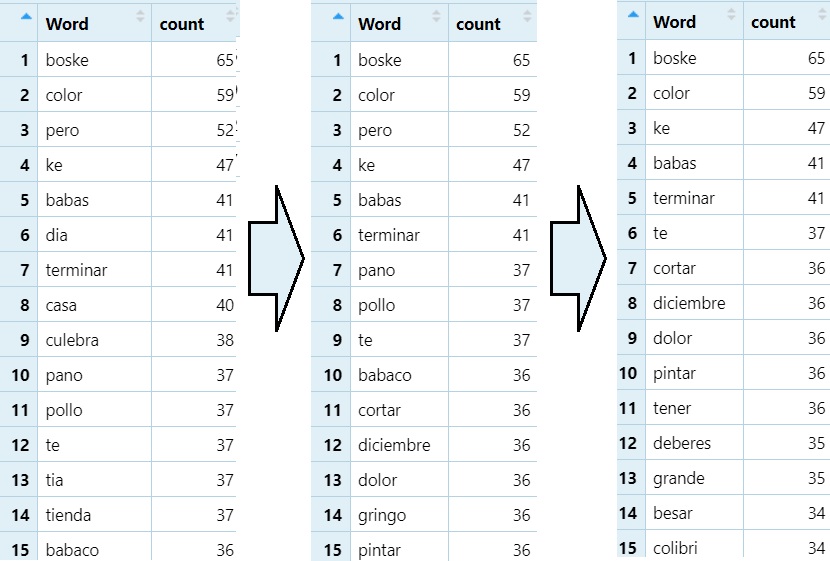 Word count
1 boske 65
2 color 59
3 pero 52
4 ke 47
5 babas 41
6 dia 41
7 terminar 41
8 casa 40
9 culebra 38
10 pano 37
11 pollo 37
12 te 37
13 tia 37
14 tienda 37
15 babaco 36
Word count
1 boske 65
2 color 59
3 pero 52
4 ke 47
5 babas 41
6 terminar 41
7 pano 37
8 pollo 37
9 te 37
10 babaco 36
11 cortar 36
12 diciembre 36
13 dolor 36
14 gringo 36
15 pintar 36
Word count
1 boske 65
2 color 59
3 ke 47
4 babas 41
5 terminar 41
6 te 37
7 cortar 36
8 diciembre 36
9 dolor 36
10 pintar 36
11 tener 36
12 deberes 35
13 grande 35
14 besar 34
15 colibri 34